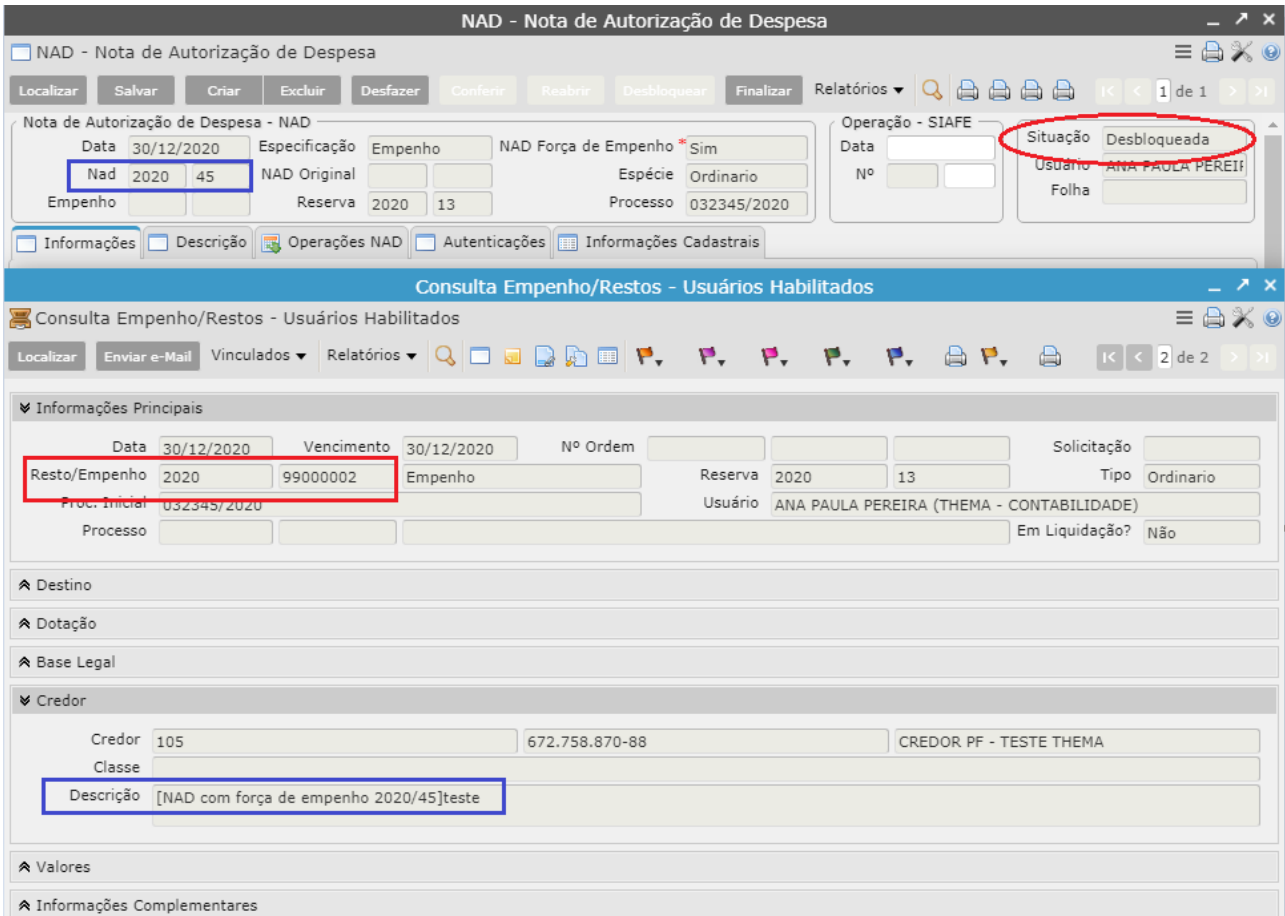 NAD - Nota de Autorização de Despesa
NAD - Nota de Autorização de Despesa
Localizar Salvar Criar Excluir Desfazer Conferir Reabrir Desbloquear Finalizar Relatórios 1 de 1
Nota de Autorização de Despesa - NAD Operação - SIAFE
Data 30/12/2020 Especificação Empenho NAD Força de Empenho * Sim Data Situação Desbloqueada
Nad 2020 45 NAD Original Espécie Ordinario Nº Usuário ANA PAULA PEREIR
Empenho Reserva 2020 13 Processo 032345/2020 Folha
Informações Descrição Operações NAD Autenticações Informações Cadastrais
Consulta Empenho/Restos - Usuários Habilitados
Consulta Empenho/Restos - Usuários Habilitados
Localizar Enviar e-Mail Vinculados Relatórios 2 de 2
Informações Principais
Data 30/12/2020 Vencimento 30/12/2020 Nº Ordem Solicitação
Resto/Empenho 2020 99000002 Empenho Reserva 2020 13 Tipo Ordinario
Proc. Inicial 032345/2020 Usuário ANA PAULA PEREIRA (THEMA - CONTABILIDADE)
Processo Em Liquidação? Não
Destino
Dotação
Base Legal
Credor
Credor 105 672.758.870-88 CREDOR PF - TESTE THEMA
Classe
Descrição [NAD com força de empenho 2020/45]teste
Valores
Informações Complementares